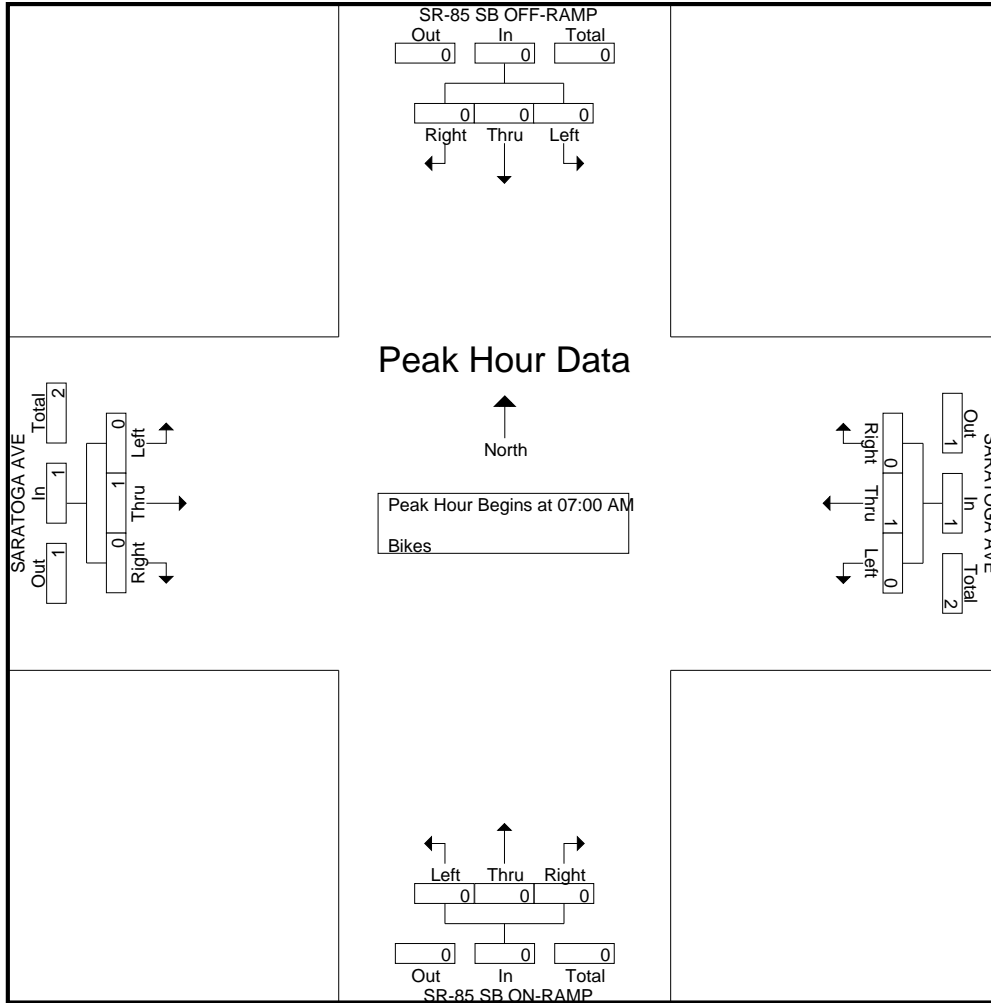 SR-85 SB OFF-RAMP
Out In Total
0 0 0
0 0 0
Right Thru Left
Peak Hour Data
North
Peak Hour Begins at 07:00 AM
Bikes
SARATOGA AVE
Out In Total
1 1 2
Right Thru Left
0 1 0
SARATOGA AVE
Out In Total
1 1 2
Right Thru Left
0 1 0
Left Thru Right
0 0 0
0 0 0
Out In Total
SR-85 SB ON-RAMP